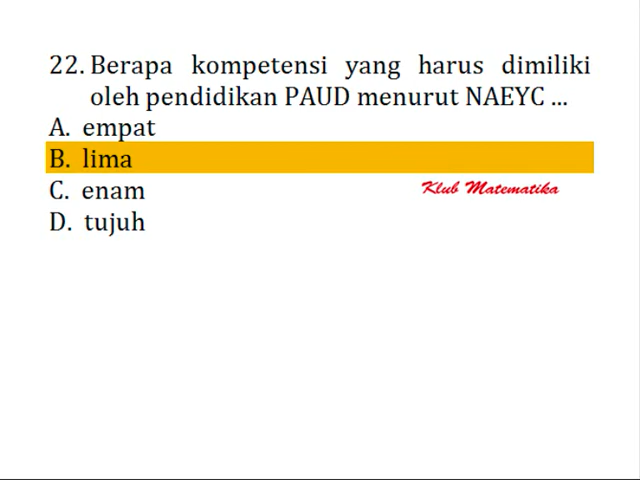 22. Berapa kompetensi yang harus dimiliki
oleh pendidikan PAUD menurut NAEYC ...
A. empat
B. lima
C. enam
Klub Matematika
D. tujuh